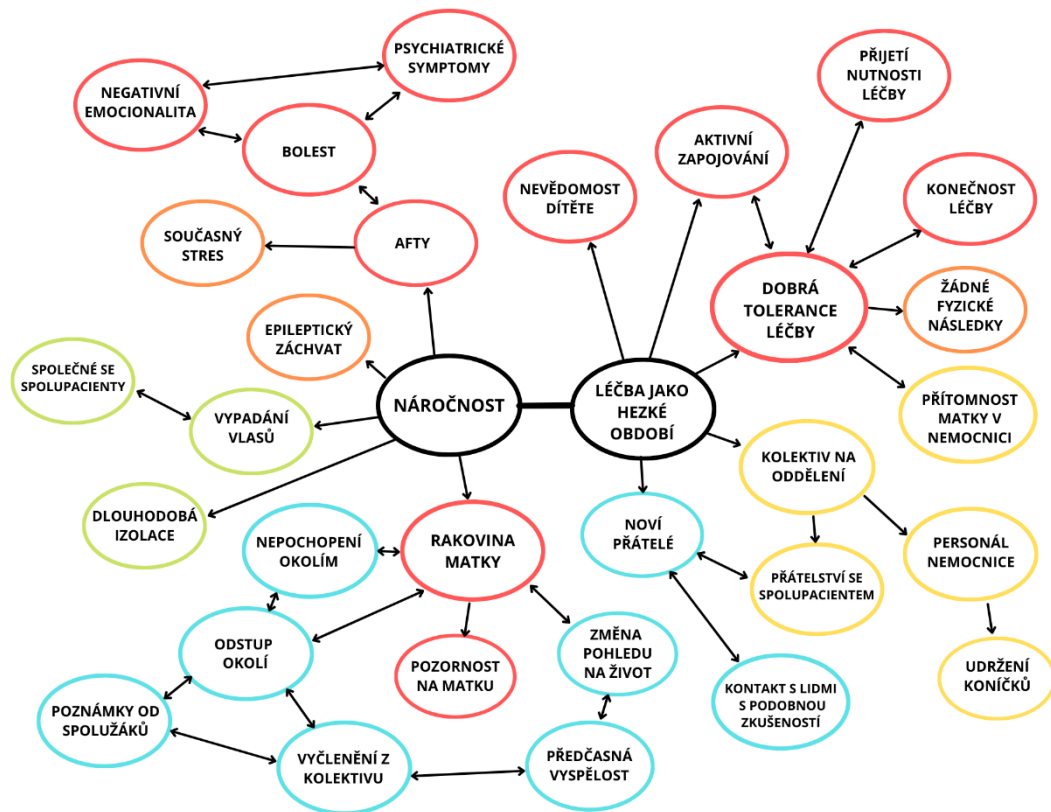 PSYCHIATRICKÉ
SYMPTOMY
NEGATIVNÍ
EMOCIONALITA
BOLEST
SOUČASNÝ
STRES
AFTY
EPILEPTICKÝ
ZÁCHVAT
SPOLEČNÉ SE
SPOLUPACIENTY
VYPADÁNÍ
VLASŮ
DLOUHODOBÁ
IZOLACE
NÁROČNOST
LÉČBA JAKO
HEZKÉ
OBDOBÍ
NEVĚDOMOST
DÍTĚTE
AKTIVNÍ
ZAPOJOVÁNÍ
PŘIJETÍ
NUTNOSTI
LÉČBY
KONEČNOST
LÉČBY
DOBRÁ
TOLERANCE
LÉČBY
ŽÁDNÉ
FYZICKÉ
NÁSLEDKY
PŘÍTOMNOST
MATKY V
NEMOCNICI
KOLEKTIV NA
ODDĚLENÍ
NOVÍ
PŘÁTELÉ
PERSONÁL
NEMOCNICE
PŘÁTELSTVÍ SE
SPOLUPACIENTEM
UDRŽENÍ
KONÍČKŮ
KONTAKT S LIDMI
S PODOBNOU
ZKUŠENOSTÍ
NEPOCHOPENÍ
OKOLÍM
RAKOVINA
MATKY
ODSTUP
OKOLÍ
POZORNOST
NA MATKU
ZMĚNA
POHLEDU
NA ŽIVOT
POZNÁMKY OD
SPOLUŽÁKŮ
VYČLENĚNÍ Z
KOLEKTIVU
PŘEDČASNÁ
VYSPĚLOST